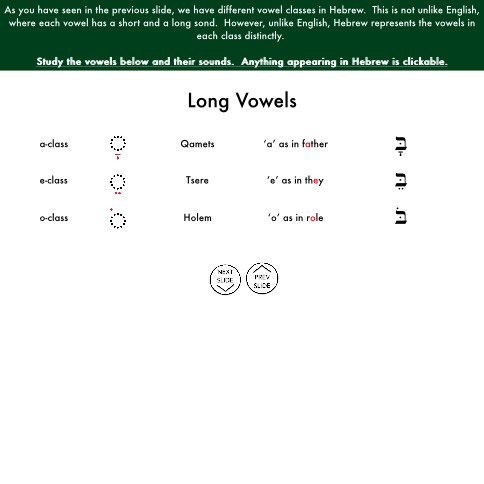 As you have seen in the previous slide, we have different vowel classes in Hebrew.  This is not unlike English,
where each vowel has a short and a long sond.  However, unlike English, Hebrew represents the vowels in
each class distinctly.
Study the vowels below and their sounds.  Anything appearing in Hebrew is clickable.
Long Vowels
a-class ◌ָ Qamets ‘a’ as in father בָּ
e-class ◌ֵ Tsere ‘e’ as in they בֵּ
o-class ◌ֹ Holem ‘o’ as in role בֹּ
NEXT SLIDE
PREV SLIDE